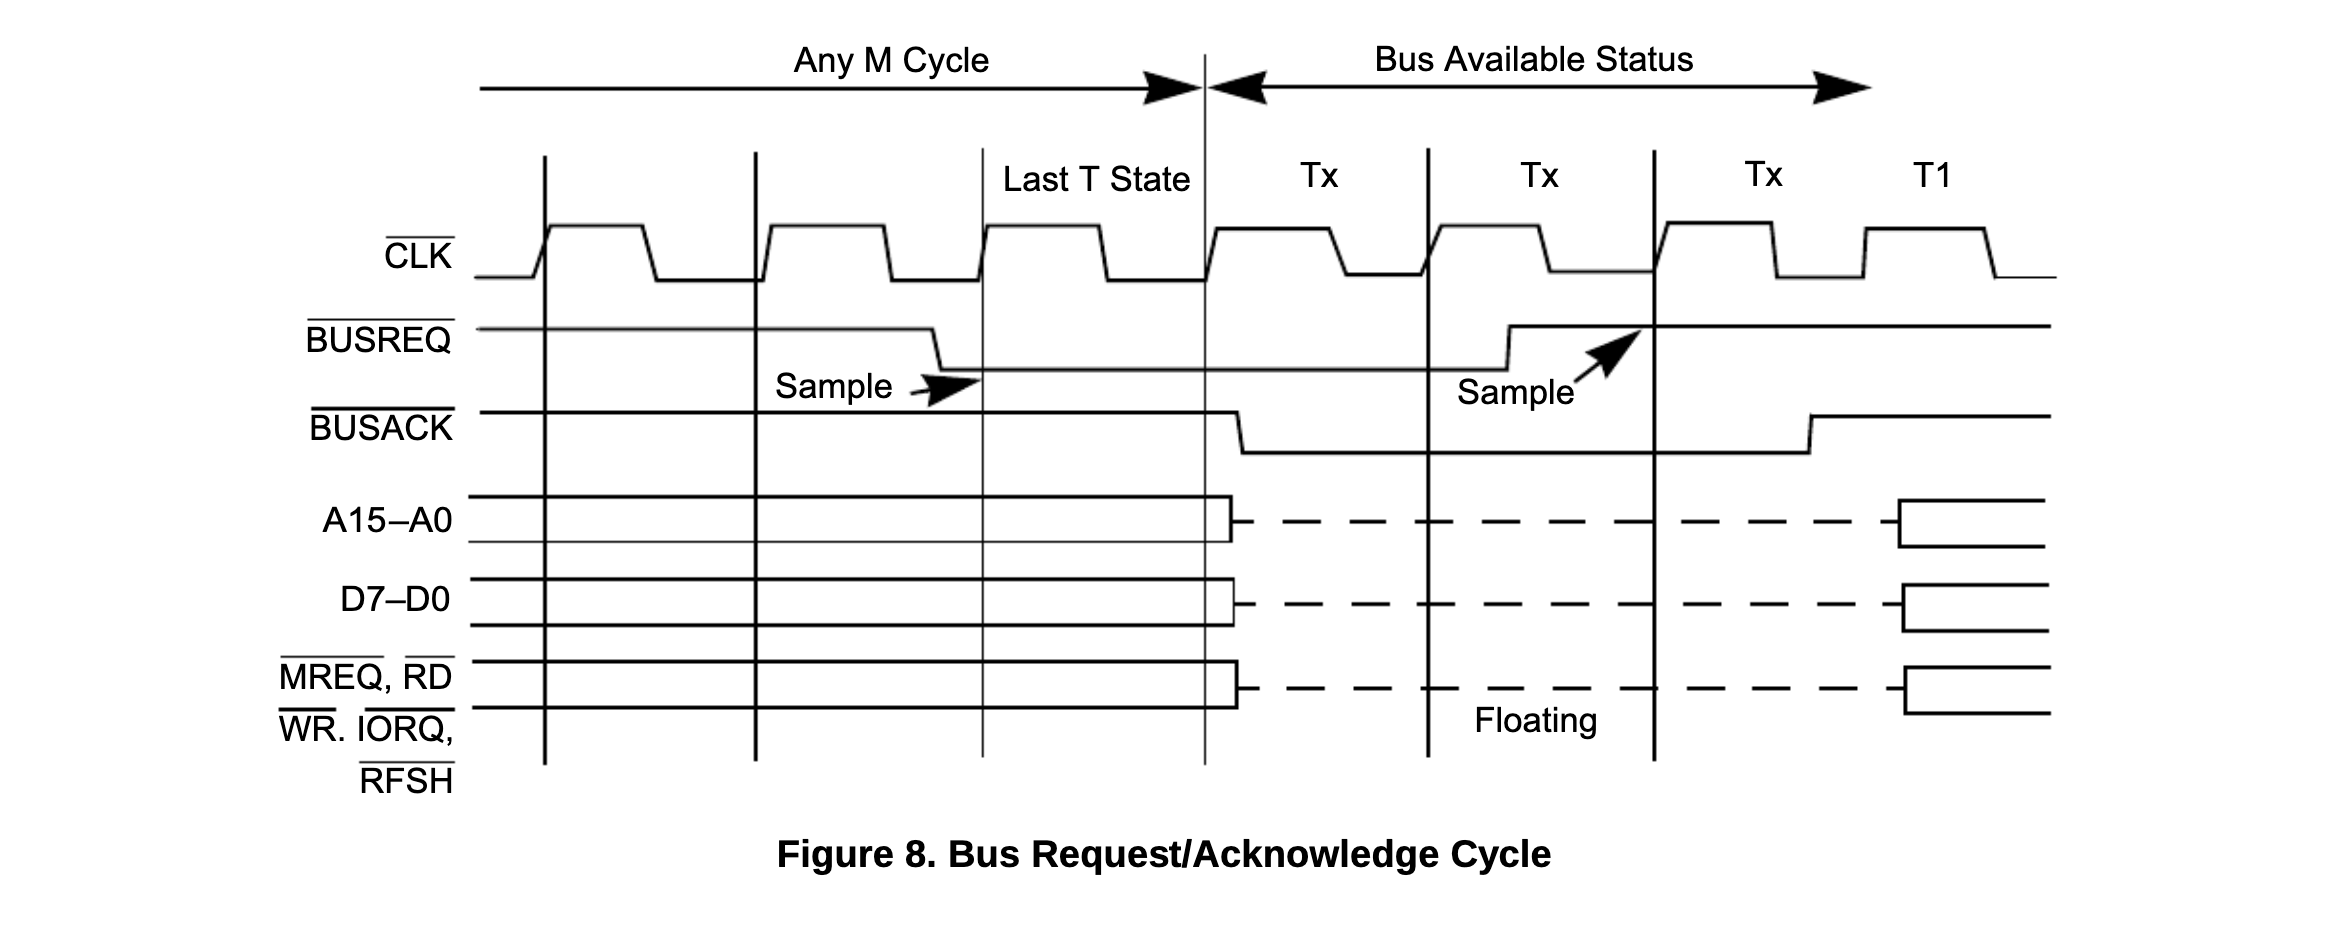 Any M Cycle
Bus Available Status
Last T State
Tx
Tx
Tx
T1
CLK
BUSREQ
Sample
Sample
BUSACK
A15–A0
D7–D0
MREQ, RD
WR. IORQ,
RFSH
Floating
Figure 8. Bus Request/Acknowledge Cycle